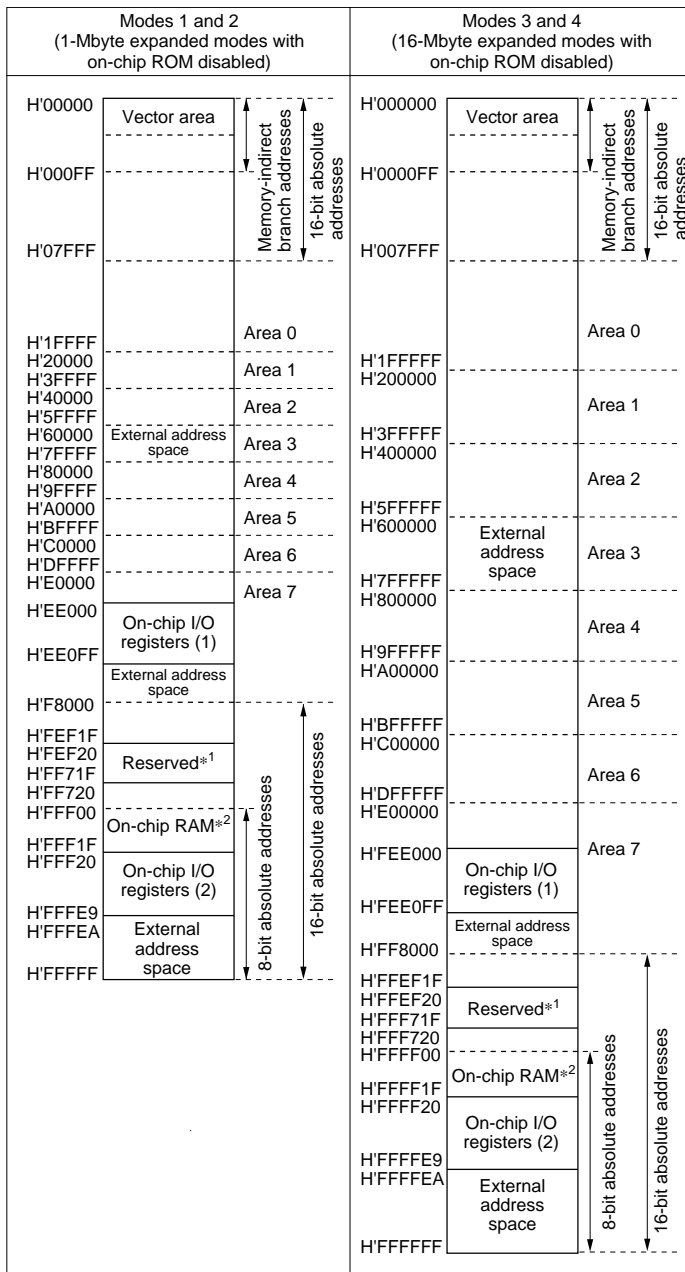 Modes 1 and 2
(1-Mbyte expanded modes with
on-chip ROM disabled)
H'00000
Vector area
H'000FF
Memory-indirect
branch addresses
16-bit absolute
addresses
H'07FFF
H'1FFFF
Area 0
H'20000
Area 1
H'3FFFF
H'40000
Area 2
H'5FFFF
H'60000
External address
space
Area 3
H'7FFFF
H'80000
Area 4
H'9FFFF
H'A0000
Area 5
H'BFFFF
H'C0000
Area 6
H'DFFFF
H'E0000
Area 7
H'EE000
On-chip I/O
registers (1)
H'EE0FF
External address
space
H'F8000
H'FEF1F
H'FEF20
Reserved*1
H'FF71F
H'FF720
H'FFF00
On-chip RAM*2
H'FFF1F
H'FFF20
On-chip I/O
registers (2)
H'FFFE9
H'FFFEA
External
address
space
H'FFFFF
8-bit absolute addresses
16-bit absolute addresses
Modes 3 and 4
(16-Mbyte expanded modes with
on-chip ROM disabled)
H'000000
Vector area
H'0000FF
Memory-indirect
branch addresses
16-bit absolute
addresses
H'007FFF
Area 0
H'1FFFFF
H'200000
Area 1
H'3FFFFF
H'400000
Area 2
H'5FFFFF
H'600000
External
address
space
Area 3
H'7FFFFF
H'800000
Area 4
H'9FFFFF
H'A00000
Area 5
H'BFFFFF
H'C00000
Area 6
H'DFFFFF
H'E00000
Area 7
H'FEE000
On-chip I/O
registers (1)
H'FEE0FF
External address
space
H'FF8000
H'FFEF1F
H'FFEF20
Reserved*1
H'FFF71F
H'FFF720
H'FFFF00
On-chip RAM*2
H'FFFF1F
H'FFFF20
On-chip I/O
registers (2)
H'FFFFE9
H'FFFFEA
External
address
space
H'FFFFFF
8-bit absolute addresses
16-bit absolute addresses